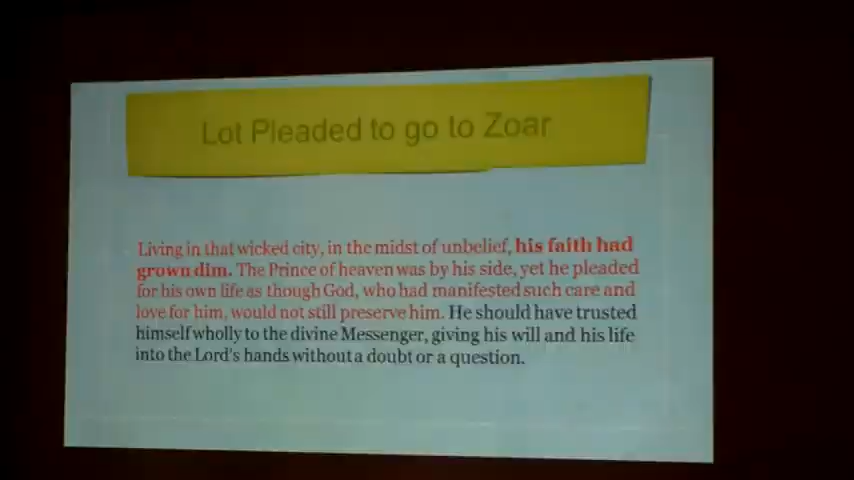 Lot Pleaded to go to Zoar
Living in that wicked city, in the midst of unbelief, his faith had
grown dim. The Prince of heaven was by his side, yet he pleaded
for his own life as though God, who had manifested such care and
love for him, would not still preserve him. He should have trusted
himself wholly to the divine Messenger, giving his will and his life
into the Lord's hands without a doubt or a question.